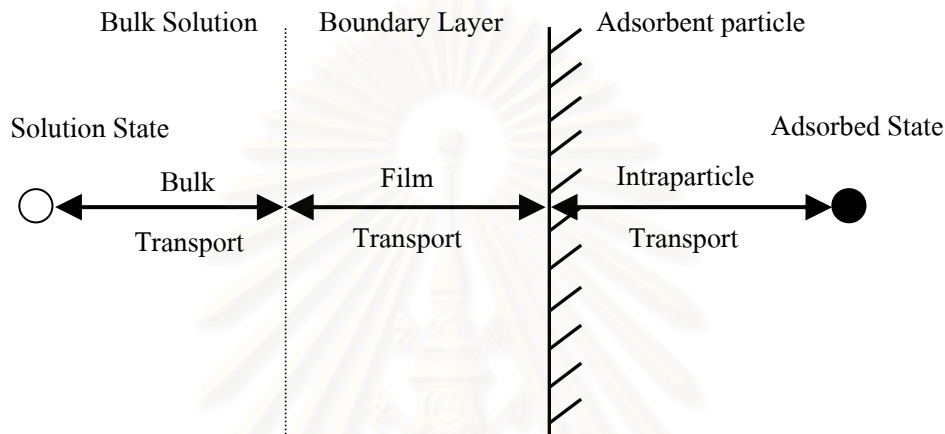 Bulk Solution
Boundary Layer
Adsorbent particle
Solution State
Adsorbed State
Bulk
Transport
Film
Transport
Intraparticle
Transport